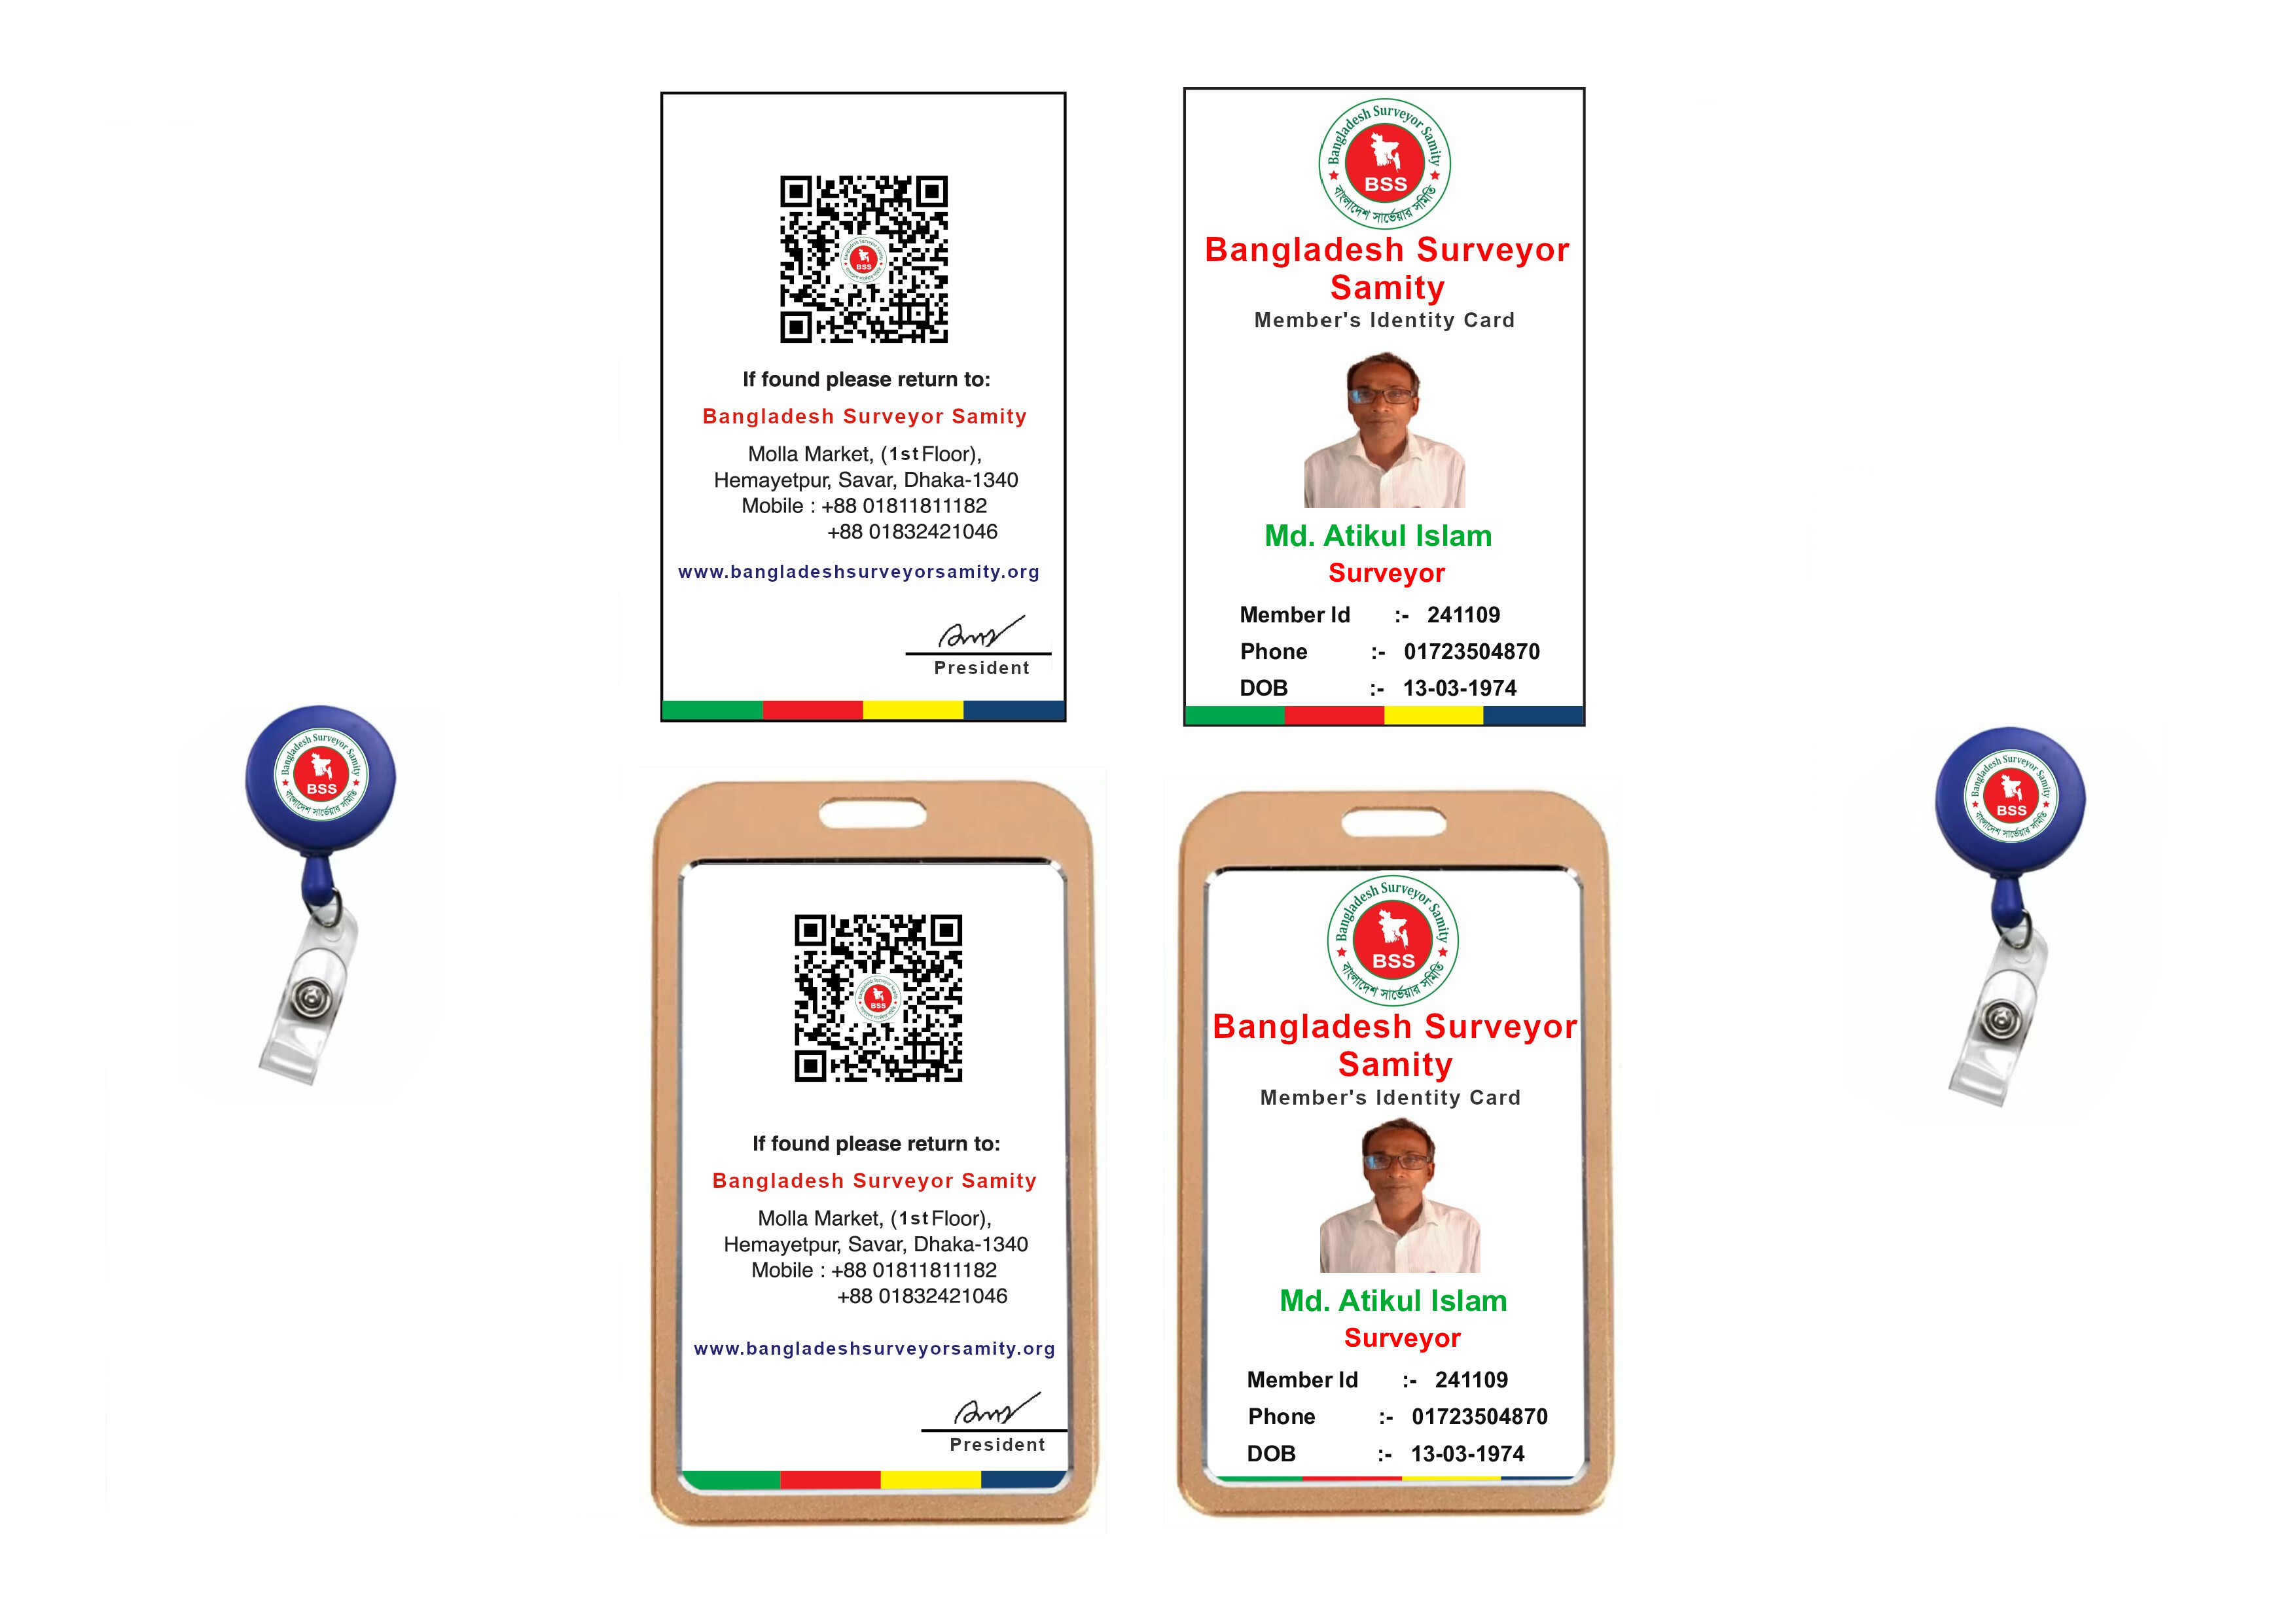 If found please return to:
Bangladesh Surveyor Samity
Molla Market, (1st Floor),
Hemayetpur, Savar, Dhaka-1340
Mobile : +88 01811811182
+88 01832421046
www.bangladeshsurveyorsamity.org
President
Bangladesh Surveyor Samity
BSS
বাংলাদেশ সার্ভেয়ার সমিতি
Bangladesh Surveyor
Samity
Member's Identity Card
Md. Atikul Islam
Surveyor
Member Id :- 241109
Phone :- 01723504870
DOB :- 13-03-1974
Bangladesh Surveyor Samity
BSS
বাংলাদেশ সার্ভেয়ার সমিতি
BSS
If found please return to:
Bangladesh Surveyor Samity
Molla Market, (1st Floor),
Hemayetpur, Savar, Dhaka-1340
Mobile : +88 01811811182
+88 01832421046
www.bangladeshsurveyorsamity.org
President
Bangladesh Surveyor Samity
BSS
বাংলাদেশ সার্ভেয়ার সমিতি
Bangladesh Surveyor
Samity
Member's Identity Card
Md. Atikul Islam
Surveyor
Member Id :- 241109
Phone :- 01723504870
DOB :- 13-03-1974
Bangladesh Surveyor Samity
BSS
বাংলাদেশ সার্ভেয়ার সমিতি